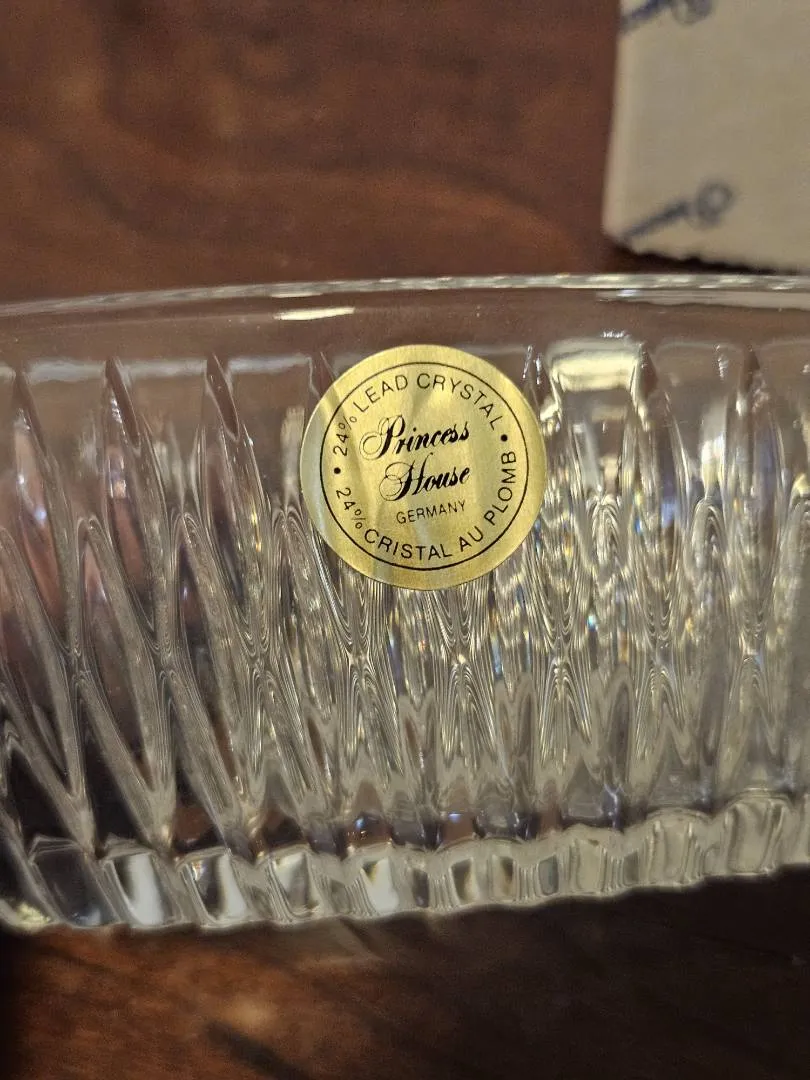 24% LEAD CRYSTAL
Princess
House
GERMANY
24% CRISTAL AU PLOMB